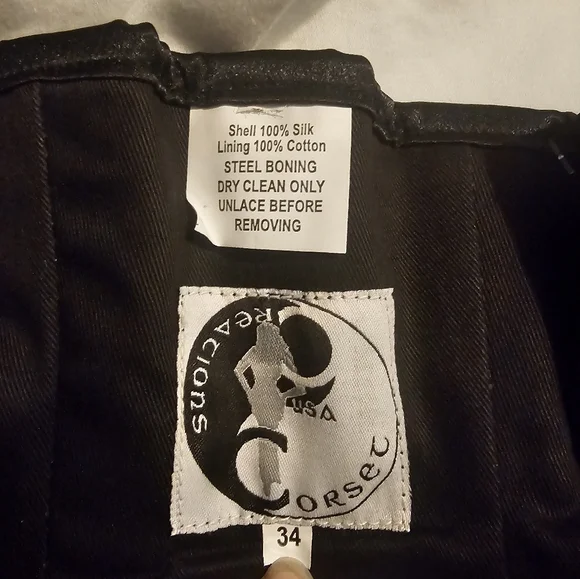 Shell 100% Silk
Lining 100% Cotton
STEEL BONING
DRY CLEAN ONLY
UNLACE BEFORE
REMOVING
CREATIONS
USA
CORSET
34